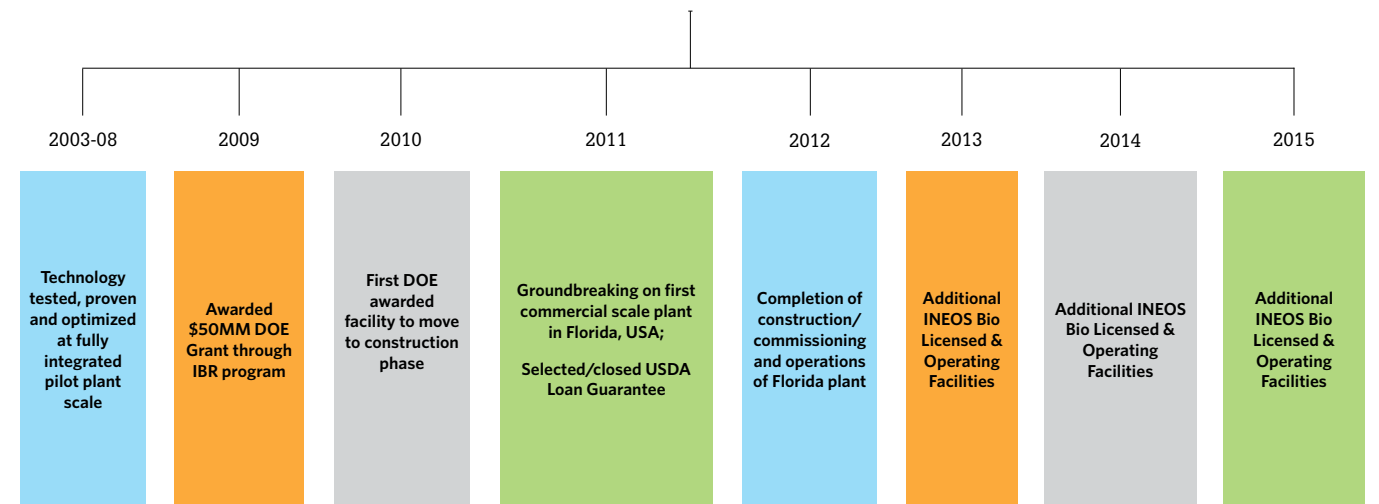 2003-08
2009
2010
2011
2012
2013
2014
2015
Technology
tested, proven
and optimized
at fully
integrated
pilot plant
scale
Awarded
$50MM DOE
Grant through
IBR program
First DOE
awarded
facility to move
to construction
phase
Groundbreaking on first
commercial scale plant
in Florida, USA;
Selected/closed USDA
Loan Guarantee
Completion of
construction/
commissioning
and operations
of Florida plant
Additional
INEOS Bio
Licensed &
Operating
Facilities
Additional INEOS
Bio Licensed &
Operating
Facilities
Additional
INEOS Bio
Licensed &
Operating
Facilities